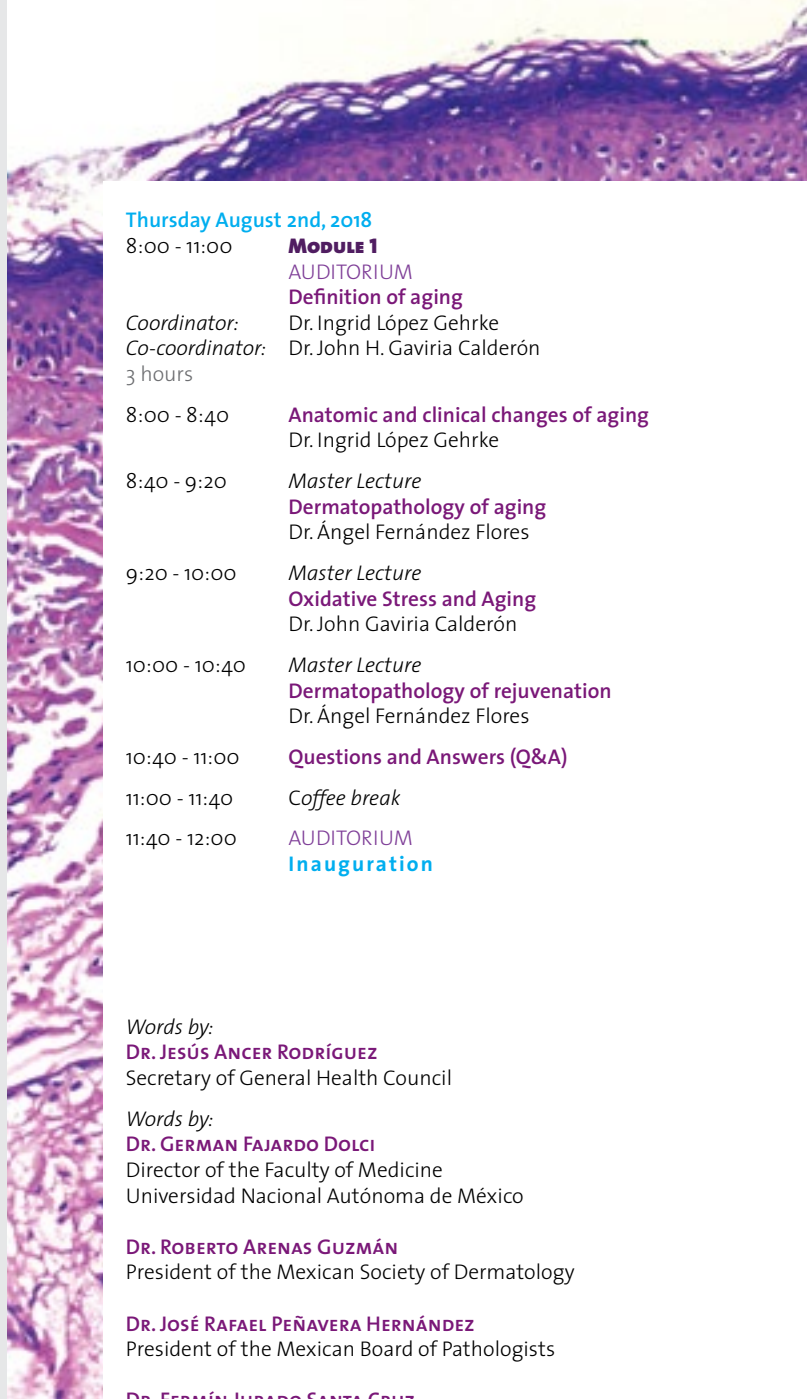 Thursday August 2nd, 2018
8:00 - 11:00 MODULE 1
AUDITORIUM
Definition of aging
Coordinator: Dr. Ingrid López Gehrke
Co-coordinator: Dr. John H. Gaviria Calderón
3 hours
8:00 - 8:40 Anatomic and clinical changes of aging
Dr. Ingrid López Gehrke
8:40 - 9:20 Master Lecture
Dermatopathology of aging
Dr. Ángel Fernández Flores
9:20 - 10:00 Master Lecture
Oxidative Stress and Aging
Dr. John Gaviria Calderón
10:00 - 10:40 Master Lecture
Dermatopathology of rejuvenation
Dr. Ángel Fernández Flores
10:40 - 11:00 Questions and Answers (Q&A)
11:00 - 11:40 Coffee break
11:40 - 12:00 AUDITORIUM
Inauguration
Words by:
DR. JESÚS ANCER RODRÍGUEZ
Secretary of General Health Council
Words by:
DR. GERMAN FAJARDO DOLCI
Director of the Faculty of Medicine
Universidad Nacional Autónoma de México
DR. ROBERTO ARENAS GUZMÁN
President of the Mexican Society of Dermatology
DR. JOSÉ RAFAEL PEÑAVERA HERNÁNDEZ
President of the Mexican Board of Pathologists
DR. FERMÍN JURADO SANTA CRUZ